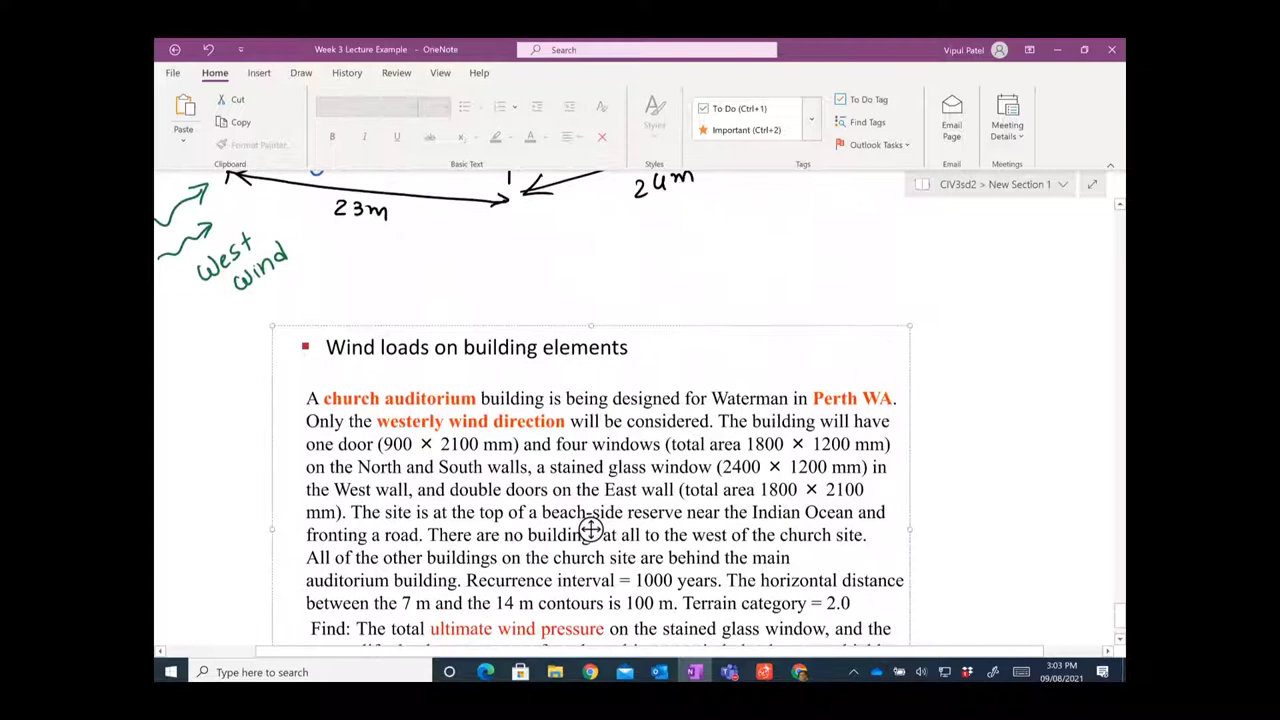 Week 3 Lecture Example - OneNote
Search
Vipul Patel
File Home Insert Draw History Review View Help
Paste
Cut
Copy
Format Painter
Clipboard
B I U ab
Basic Text
Styles
Styles
To Do (Ctrl+1)
Important (Ctrl+2)
To Do Tag
Find Tags
Outlook Tasks
Tags
Email
Page
Email
Meeting
Details
Meetings
CIV3sd2 > New Section 1
23m
24m
West
wind
Wind loads on building elements
A church auditorium building is being designed for Waterman in Perth WA.
Only the westerly wind direction will be considered. The building will have
one door (900 × 2100 mm) and four windows (total area 1800 × 1200 mm)
on the North and South walls, a stained glass window (2400 × 1200 mm) in
the West wall, and double doors on the East wall (total area 1800 × 2100
mm). The site is at the top of a beach-side reserve near the Indian Ocean and
fronting a road. There are no building at all to the west of the church site.
All of the other buildings on the church site are behind the main
auditorium building. Recurrence interval = 1000 years. The horizontal distance
between the 7 m and the 14 m contours is 100 m. Terrain category = 2.0
Find: The total ultimate wind pressure on the stained glass window, and the
Type here to search
3:03 PM
09/08/2021